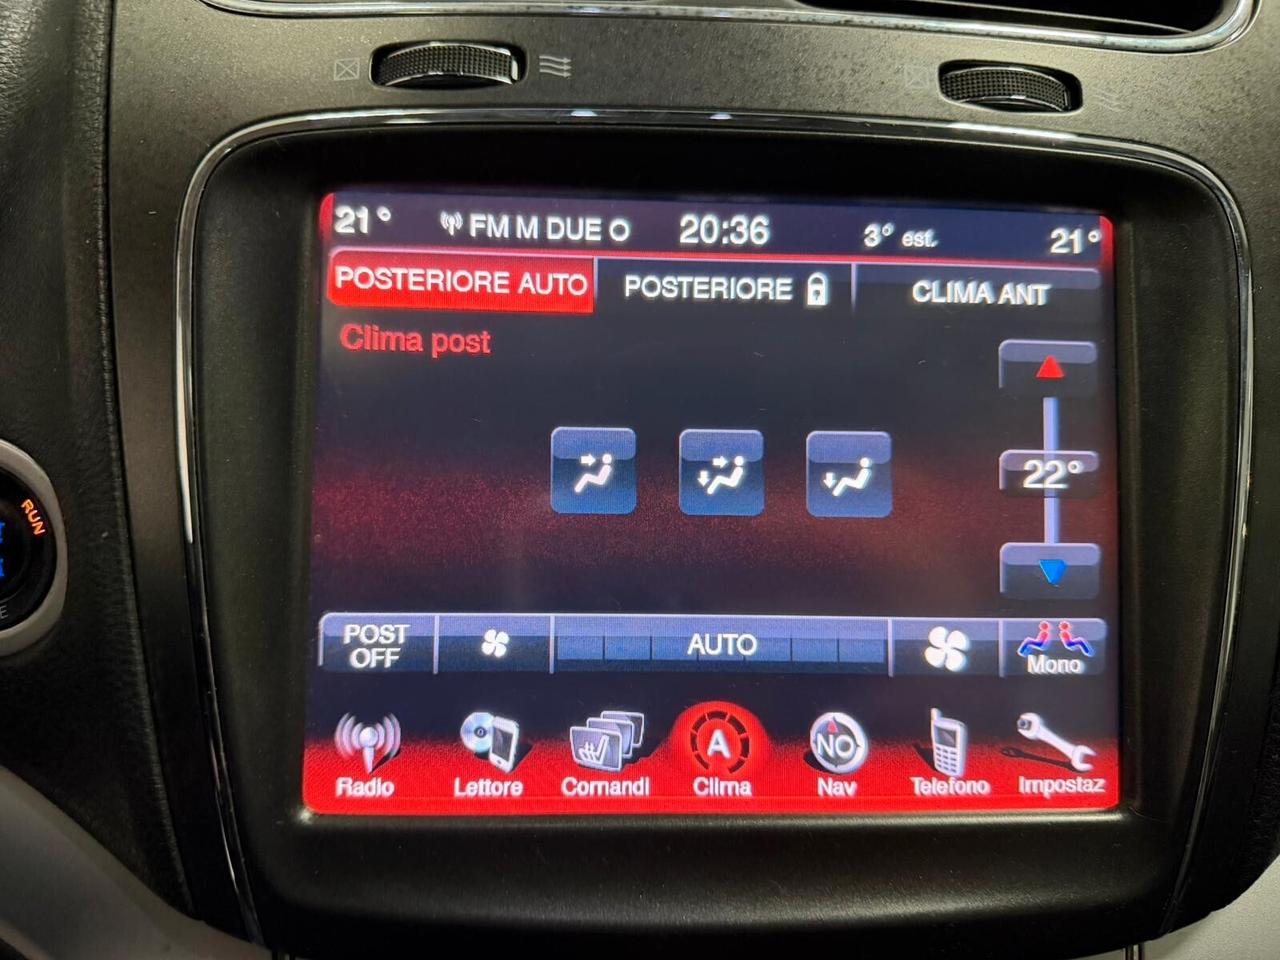 21° FM M DUE O 20:36 3° est. 21°
POSTERIORE AUTO POSTERIORE CLIMA ANT
Clima post
22°
RUN
POST OFF AUTO Mono
A NO
Radio Lettore Comandi Clima Nav Telefono Impostaz